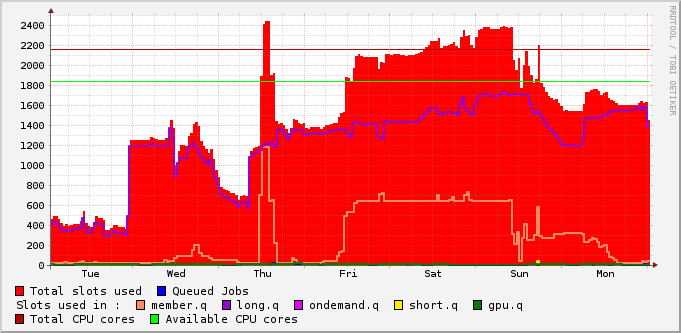 2400
2200
2000
1800
1600
1400
1200
1000
800
600
400
200
0
Tue Wed Thu Fri Sat Sun Mon
Total slots used Queued Jobs
Slots used in : member.q long.q ondemand.q short.q gpu.q
Total CPU cores Available CPU cores
RRDTOOL / TOBI OETIKER